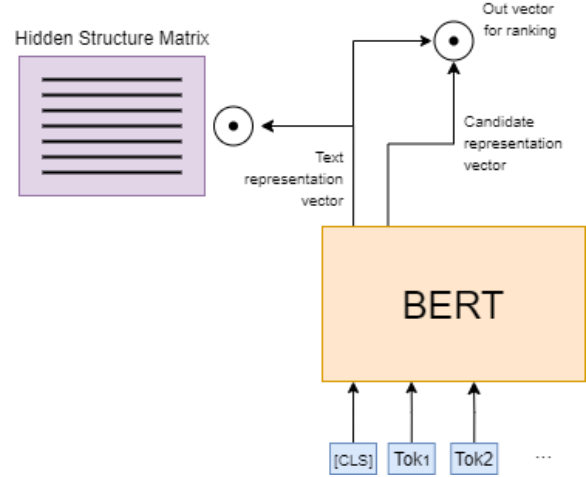 Hidden Structure Matrix
Out vector
for ranking
Text
representation
vector
Candidate
representation
vector
BERT
[CLS] Tok1 Tok2 ...